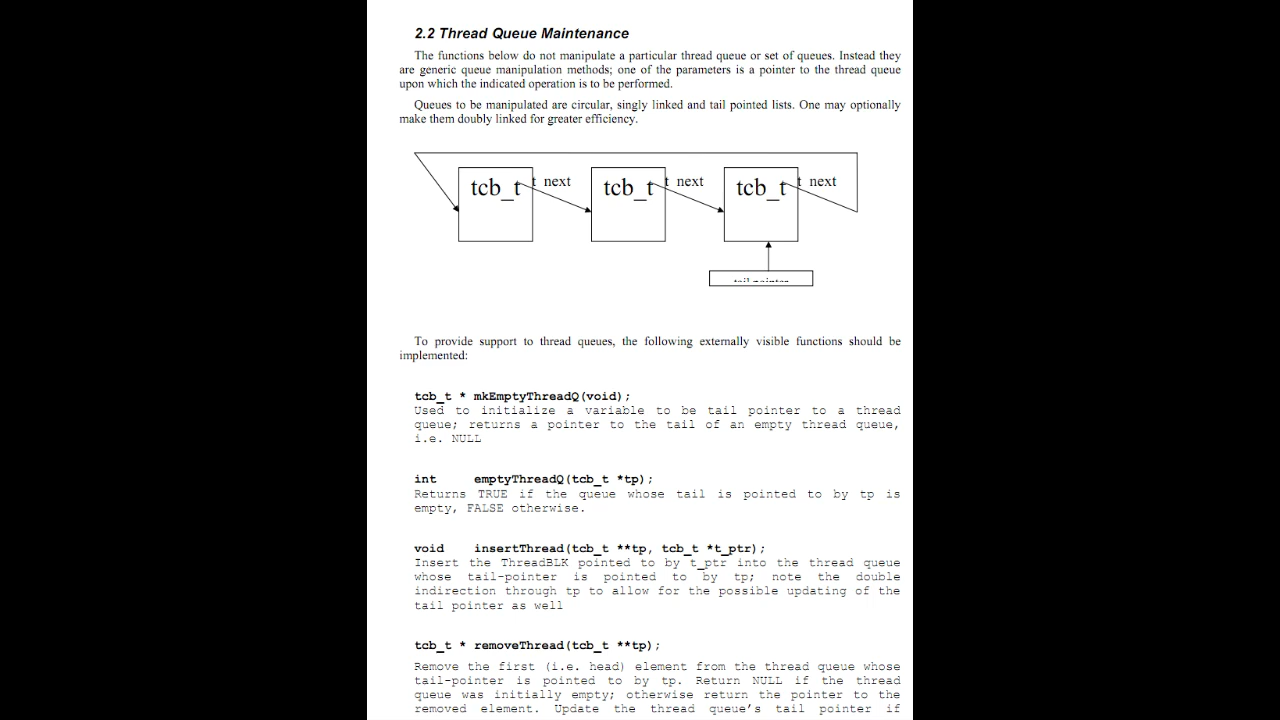 2.2 Thread Queue Maintenance
The functions below do not manipulate a particular thread queue or set of queues. Instead they
are generic queue manipulation methods; one of the parameters is a pointer to the thread queue
upon which the indicated operation is to be performed.
Queues to be manipulated are circular, singly linked and tail pointed lists. One may optionally
make them doubly linked for greater efficiency.
tcb_t t next tcb_t t next tcb_t t next
To provide support to thread queues, the following externally visible functions should be
implemented:
tcb_t * mkEmptyThreadQ(void);
Used to initialize a variable to be tail pointer to a thread
queue; returns a pointer to the tail of an empty thread queue,
i.e. NULL
int emptyThreadQ(tcb_t *tp);
Returns TRUE if the queue whose tail is pointed to by tp is
empty, FALSE otherwise.
void insertThread(tcb_t **tp, tcb_t *t_ptr);
Insert the ThreadBLK pointed to by t_ptr into the thread queue
whose tail-pointer is pointed to by tp; note the double
indirection through tp to allow for the possible updating of the
tail pointer as well
tcb_t * removeThread(tcb_t **tp);
Remove the first (i.e. head) element from the thread queue whose
tail-pointer is pointed to by tp. Return NULL if the thread
queue was initially empty; otherwise return the pointer to the
removed element. Update the thread queue's tail pointer if